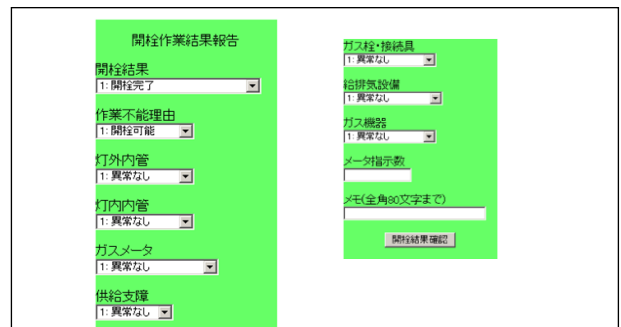 開栓作業結果報告
開栓結果
1: 開栓完了
作業不能理由
1: 開栓可能
灯外内管
1: 異常なし
灯内内管
1: 異常なし
ガスメータ
1: 異常なし
供給支障
1: 異常なし
ガス栓・接続具
1: 異常なし
給排気設備
1: 異常なし
ガス機器
1: 異常なし
メータ指示数
メモ(全角80文字まで)
開栓結果確認